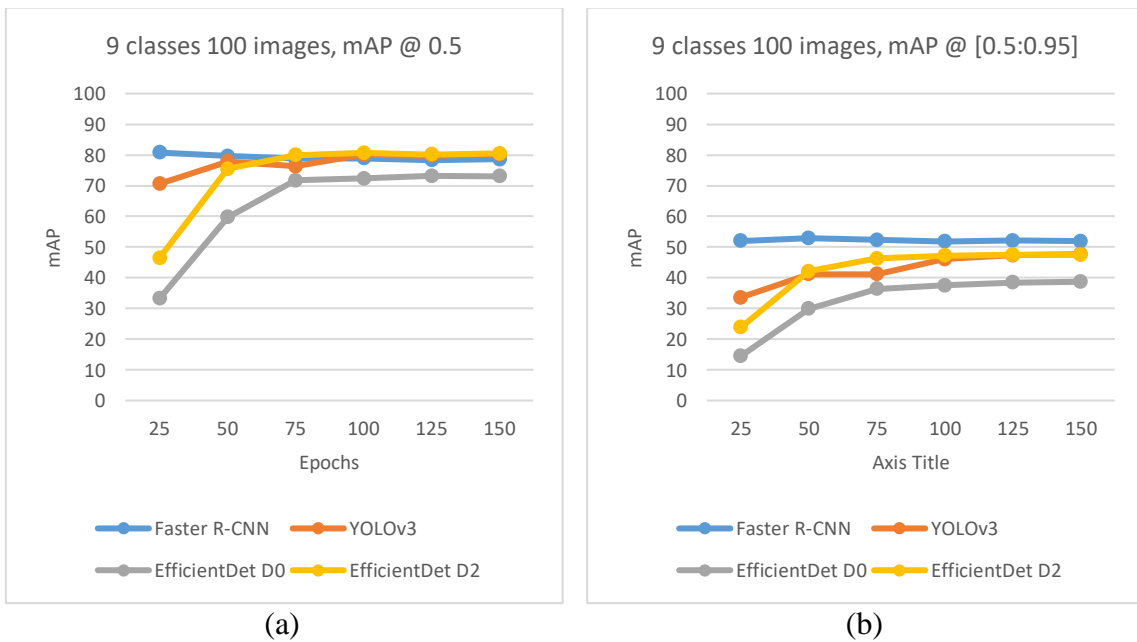 9 classes 100 images, mAP @ 0.5
100
90
80
70
60
50
40
30
20
10
0
mAP
25 50 75 100 125 150
Epochs
Faster R-CNN YOLOv3
EfficientDet D0 EfficientDet D2
(a)
9 classes 100 images, mAP @ [0.5:0.95]
100
90
80
70
60
50
40
30
20
10
0
mAP
25 50 75 100 125 150
Axis Title
Faster R-CNN YOLOv3
EfficientDet D0 EfficientDet D2
(b)